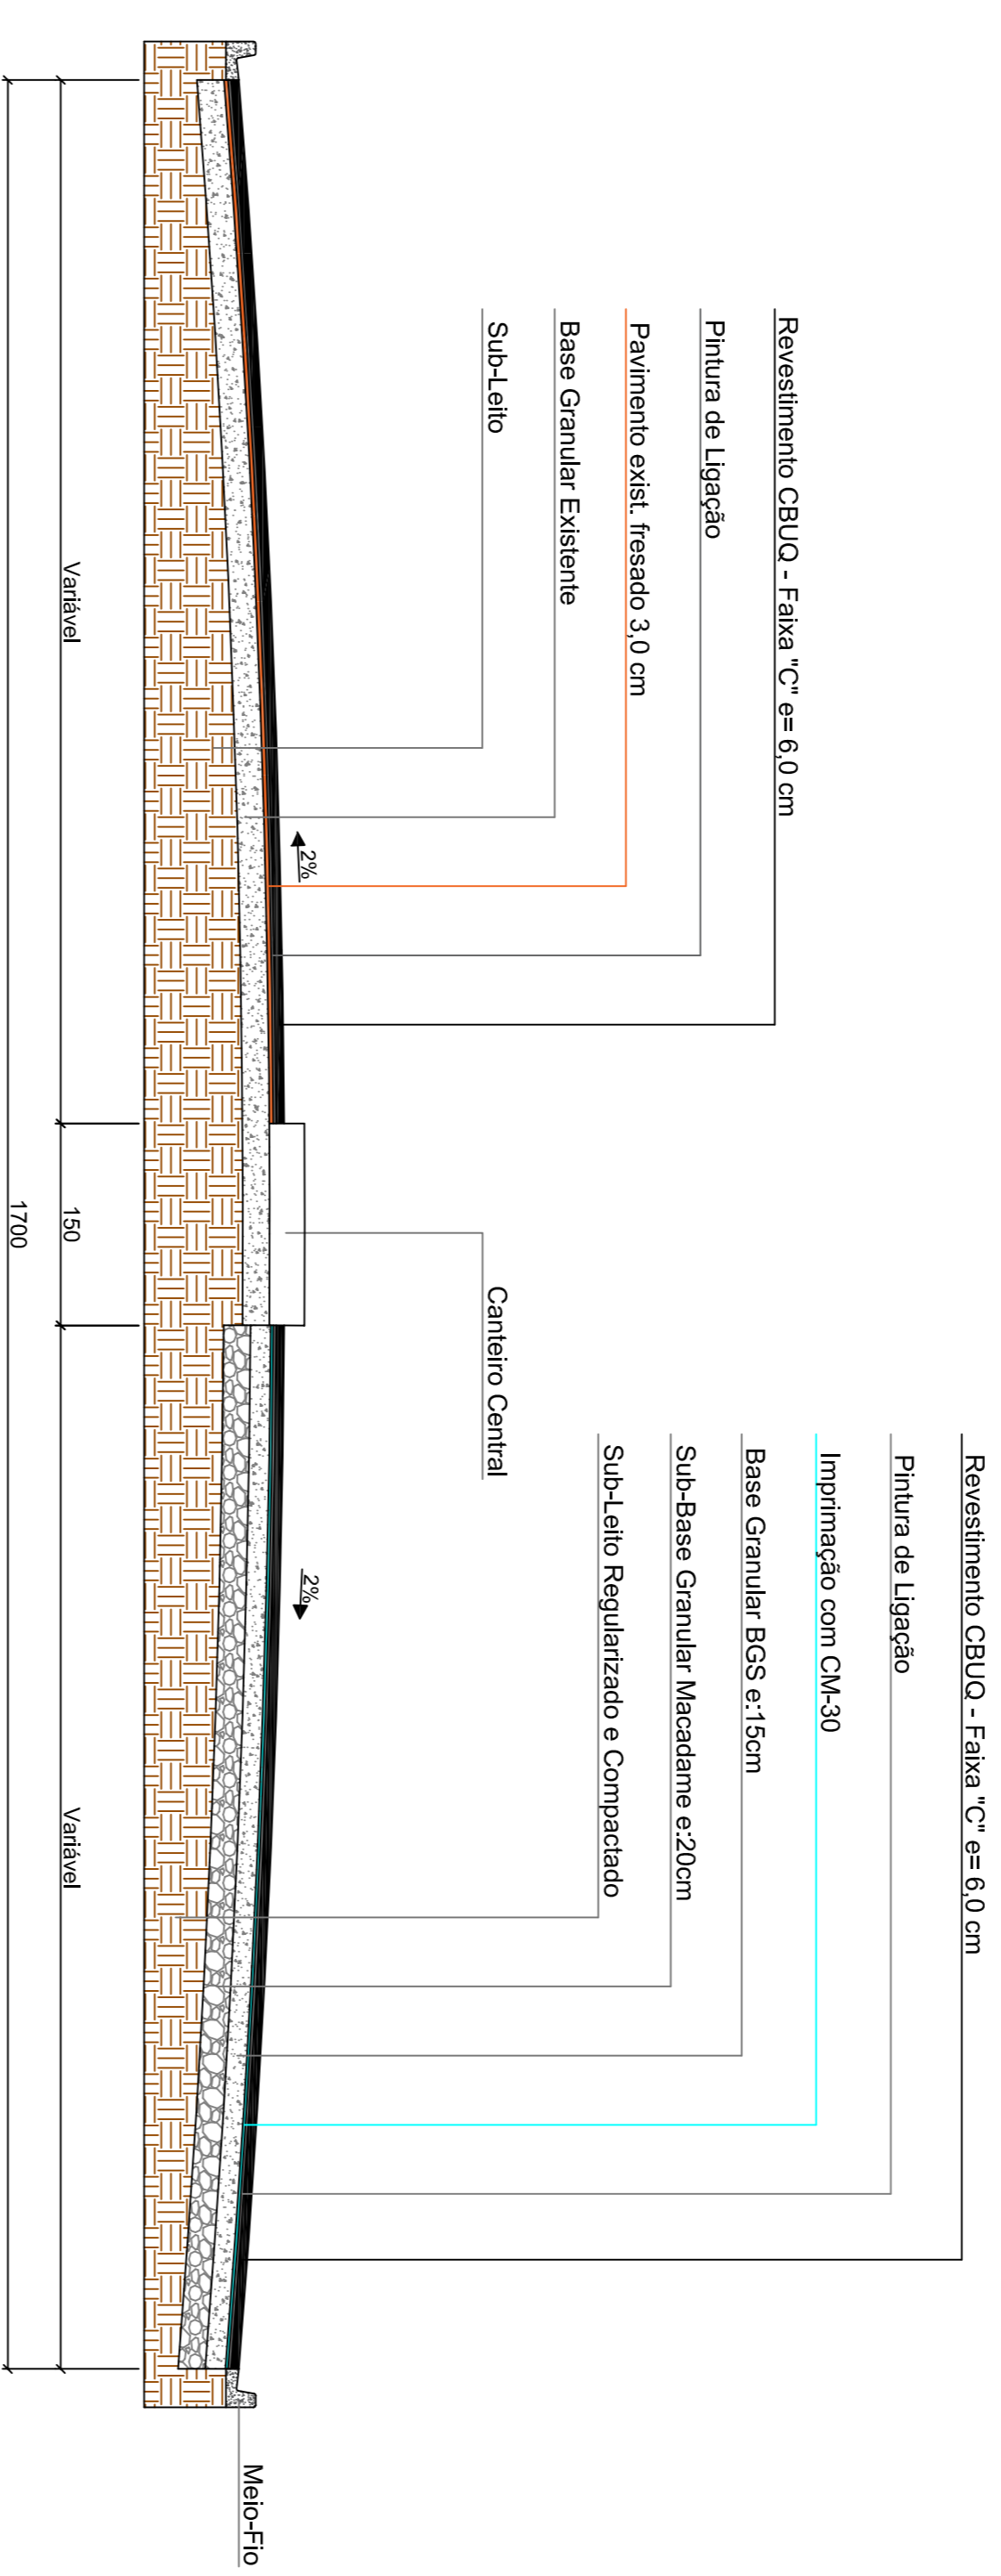 Revestimento CBUQ - Faixa "C" e= 6,0 cm
Pintura de Ligação
Imprimação com CM-30
Base Granular BGS e:15cm
Sub-Base Granular Macadame e:20cm
Sub-Leito Regularizado e Compactado
Revestimento CBUQ - Faixa "C" e= 6,0 cm
Pintura de Ligação
Pavimento exist. fresado 3,0 cm
Base Granular Existente
Sub-Leito
Canteiro Central
2%
2%
Meio-Fio
Variável
150
Variável
1700